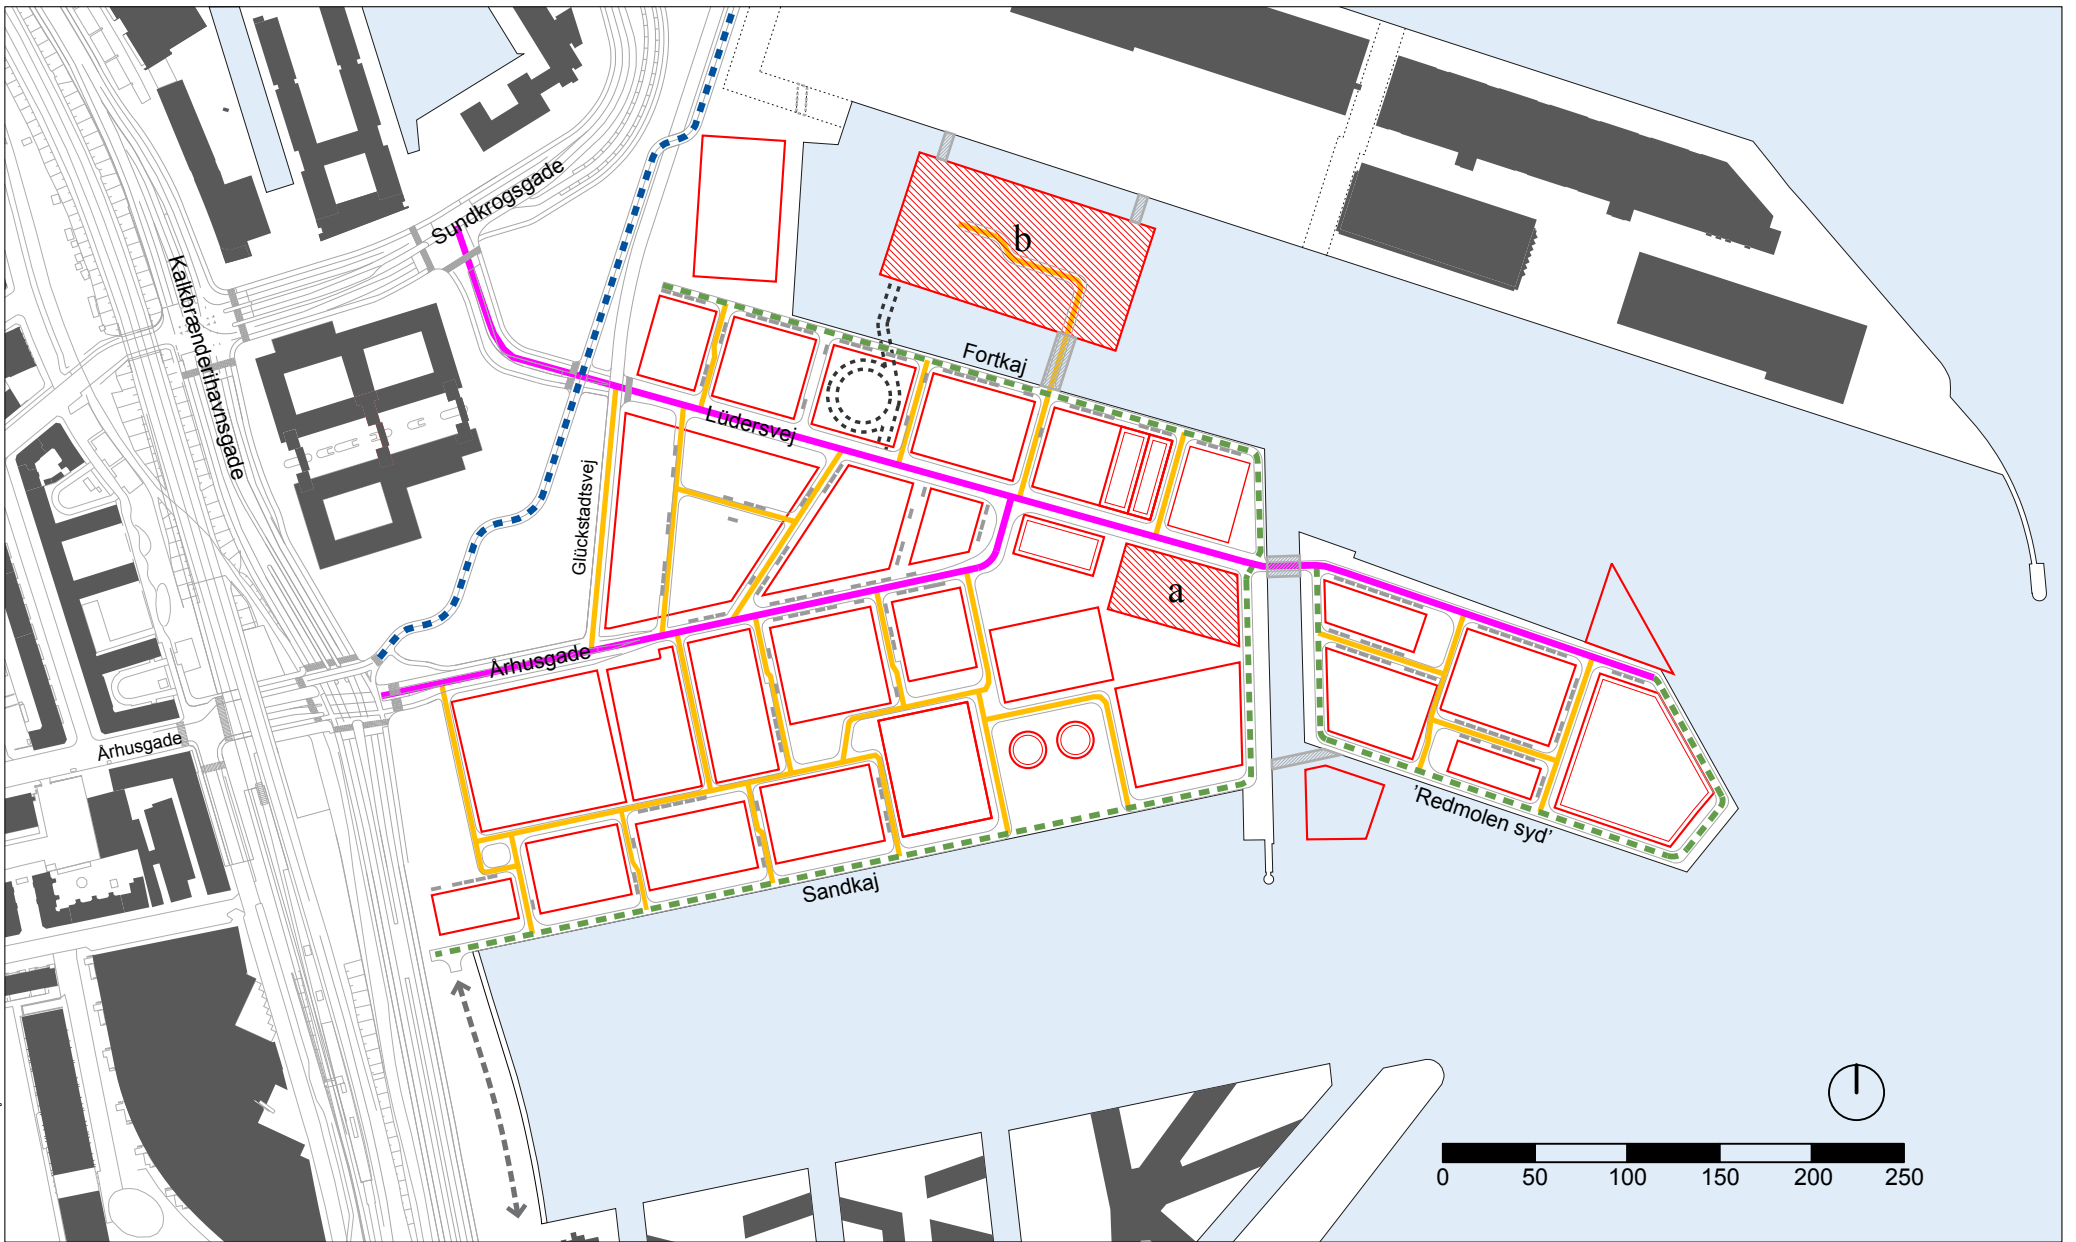 Sundkrogsgade
Kalkbrænderihavnsgade
b
Fortkaj
Lüdersvej
Glückstadtsvej
a
Århusgade
Århusgade
'Redmolen syd'
Sandkaj
0 50 100 150 200 250